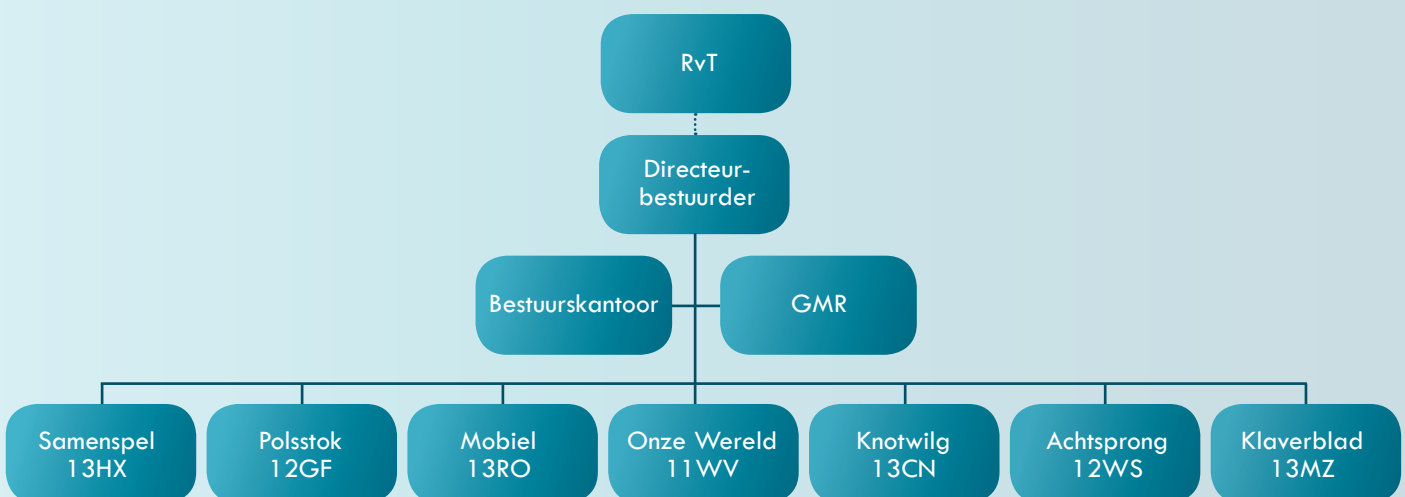 RvT
Directeur-
bestuurder
Bestuurskantoor
GMR
Samenspel
13HX
Polsstok
12GF
Mobiel
13RO
Onze Wereld
11WV
Knotwilg
13CN
Achtsprong
12WS
Klaverblad
13MZ